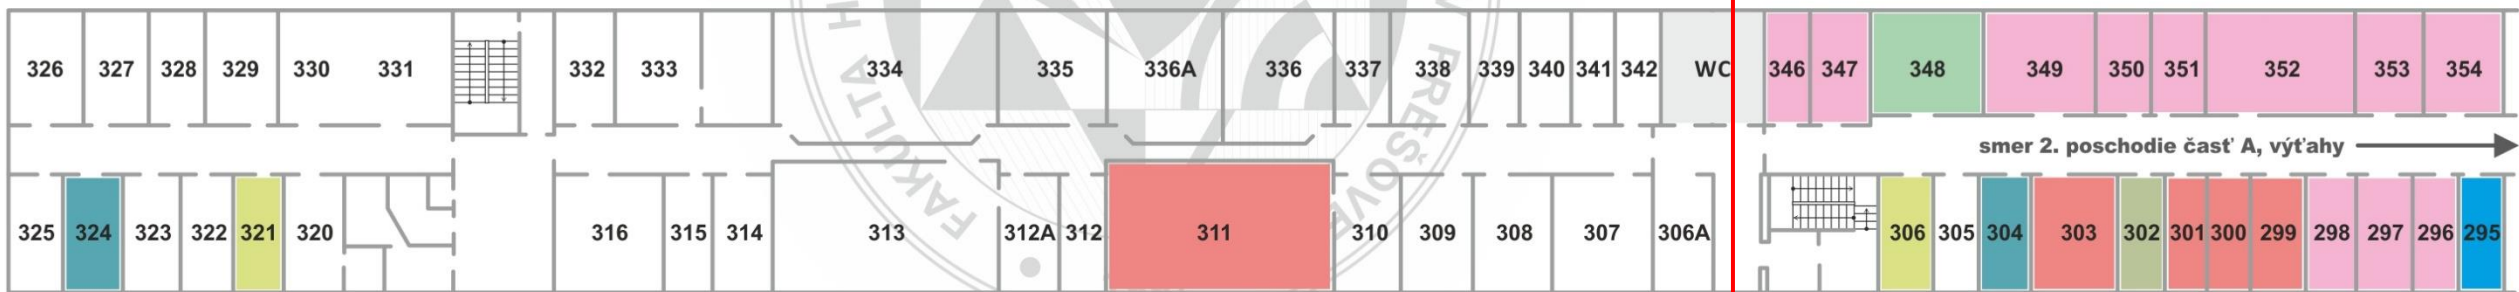 326 327 328 329 330 331 332 333 334 335 336A 336 337 338 339 340 341 342 WC 346 347 348 349 350 351 352 353 354
smer 2. poschodie časť A, výťahy
325 324 323 322 321 320 316 315 314 313 312A 312 311 310 309 308 307 306A 306 305 304 303 302 301 300 299 298 297 296 295
FAKULTA H
PREŠOVE